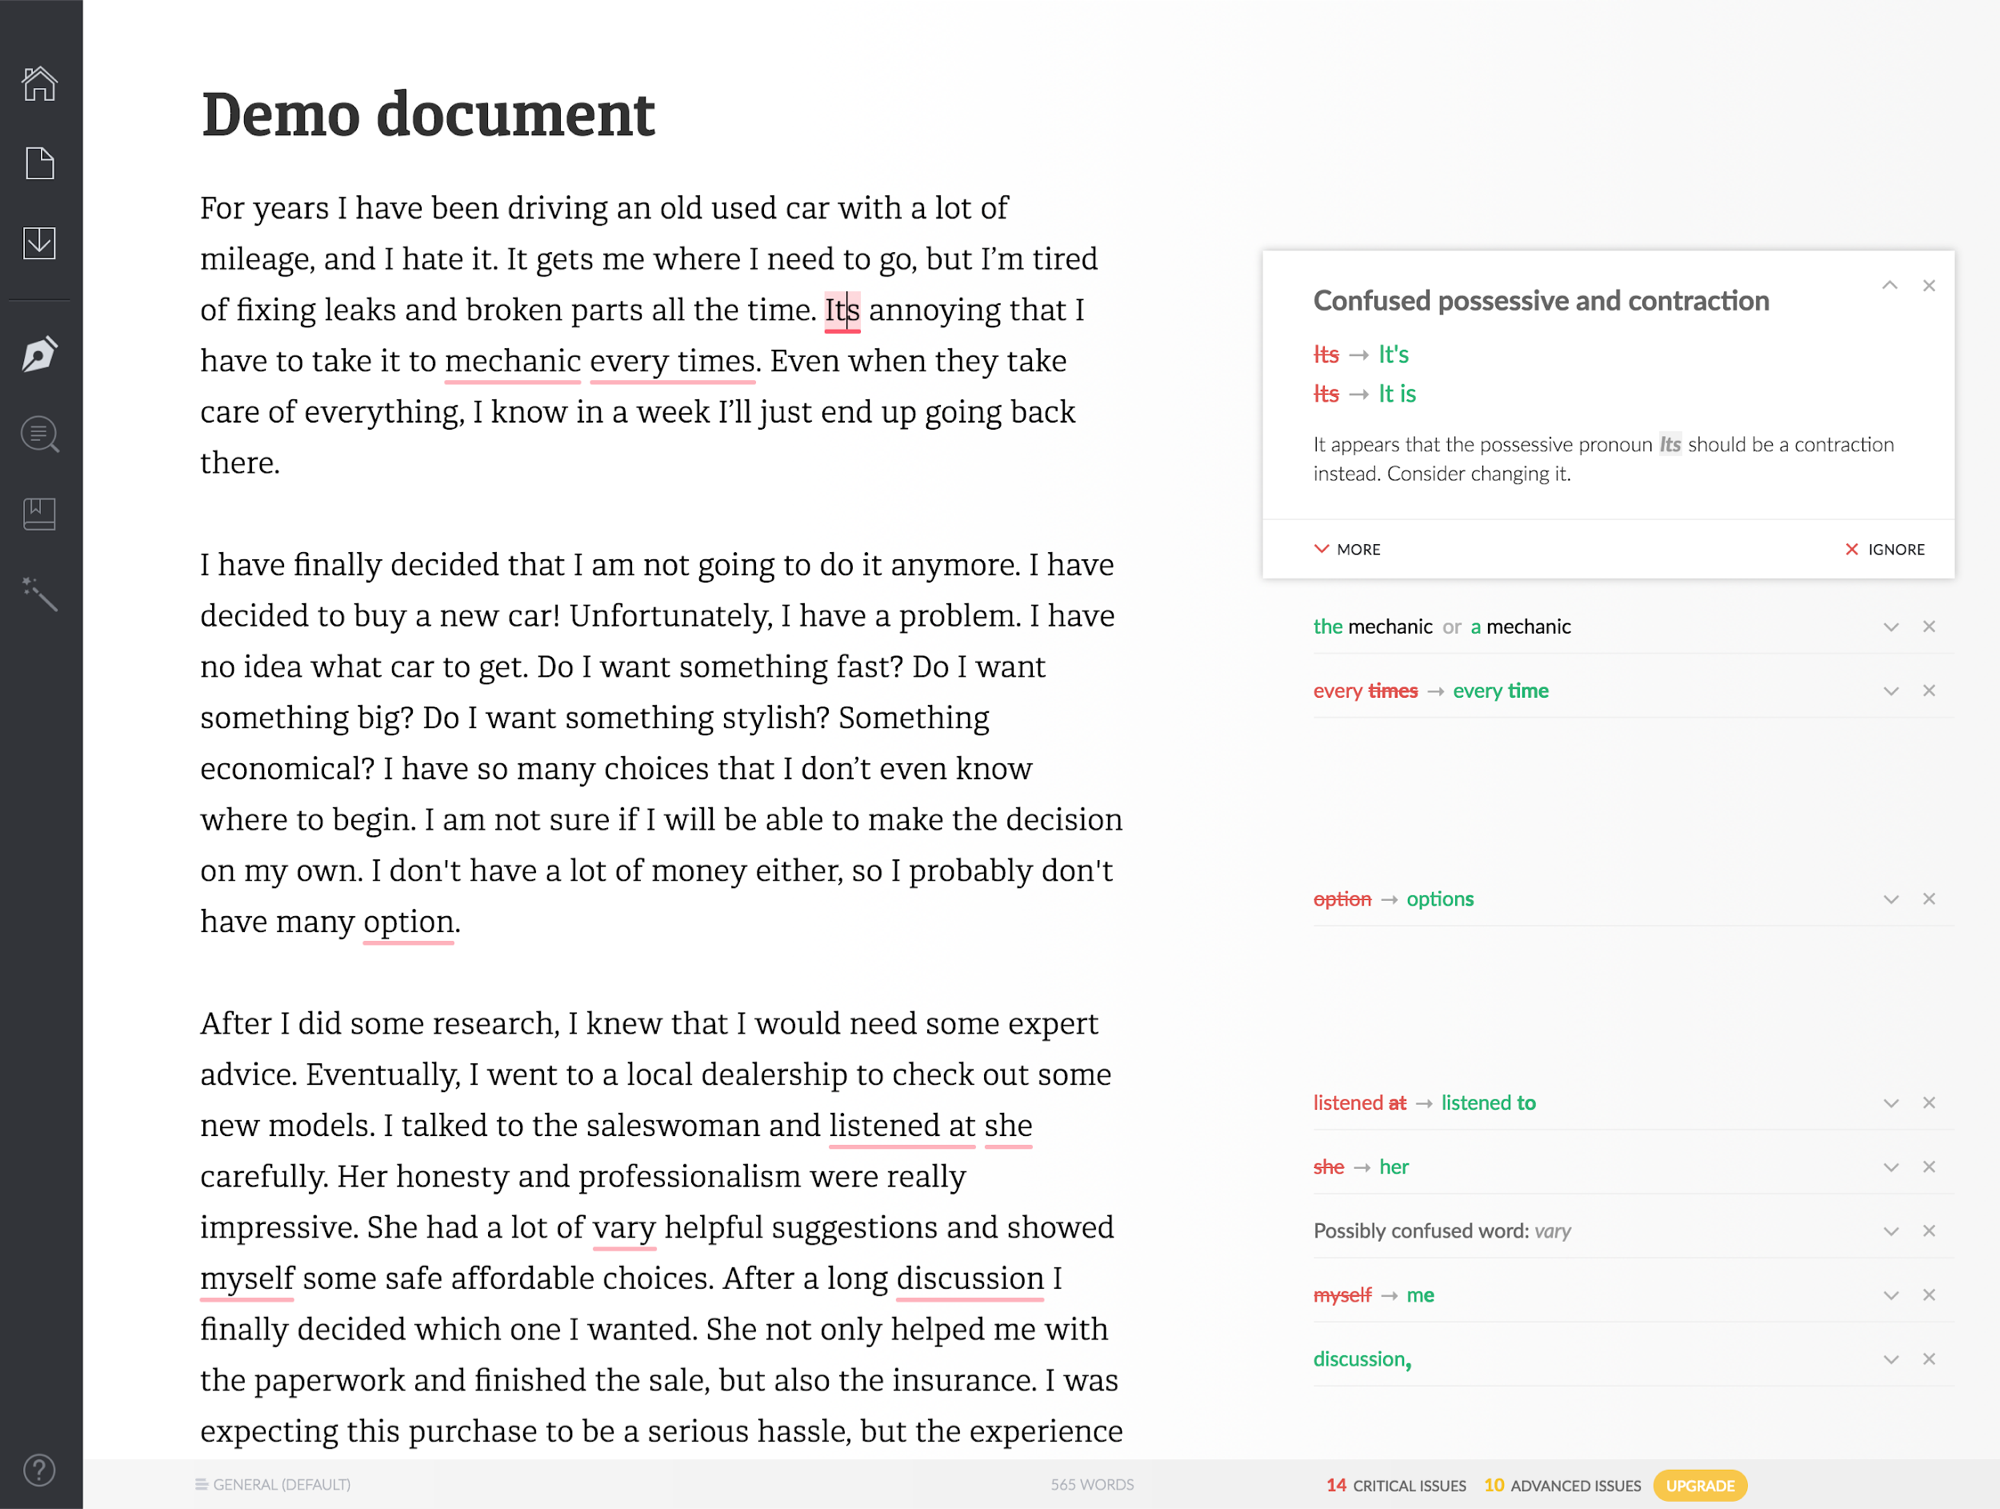 Demo document
For years I have been driving an old used car with a lot of
mileage, and I hate it. It gets me where I need to go, but I’m tired
of fixing leaks and broken parts all the time. Its annoying that I
have to take it to mechanic every times. Even when they take
care of everything, I know in a week I’ll just end up going back
there.
I have finally decided that I am not going to do it anymore. I have
decided to buy a new car! Unfortunately, I have a problem. I have
no idea what car to get. Do I want something fast? Do I want
something big? Do I want something stylish? Something
economical? I have so many choices that I don’t even know
where to begin. I am not sure if I will be able to make the decision
on my own. I don't have a lot of money either, so I probably don't
have many option.
After I did some research, I knew that I would need some expert
advice. Eventually, I went to a local dealership to check out some
new models. I talked to the saleswoman and listened at she
carefully. Her honesty and professionalism were really
impressive. She had a lot of vary helpful suggestions and showed
myself some safe affordable choices. After a long discussion I
finally decided which one I wanted. She not only helped me with
the paperwork and finished the sale, but also the insurance. I was
expecting this purchase to be a serious hassle, but the experience
Confused possessive and contraction
Its → It's
Its → It is
It appears that the possessive pronoun Its should be a contraction
instead. Consider changing it.
MORE
IGNORE
the mechanic or a mechanic
every times → every time
option → options
listened at → listened to
she → her
Possibly confused word: vary
myself → me
discussion,
GENERAL (DEFAULT)
565 WORDS
14 CRITICAL ISSUES
10 ADVANCED ISSUES
UPGRADE